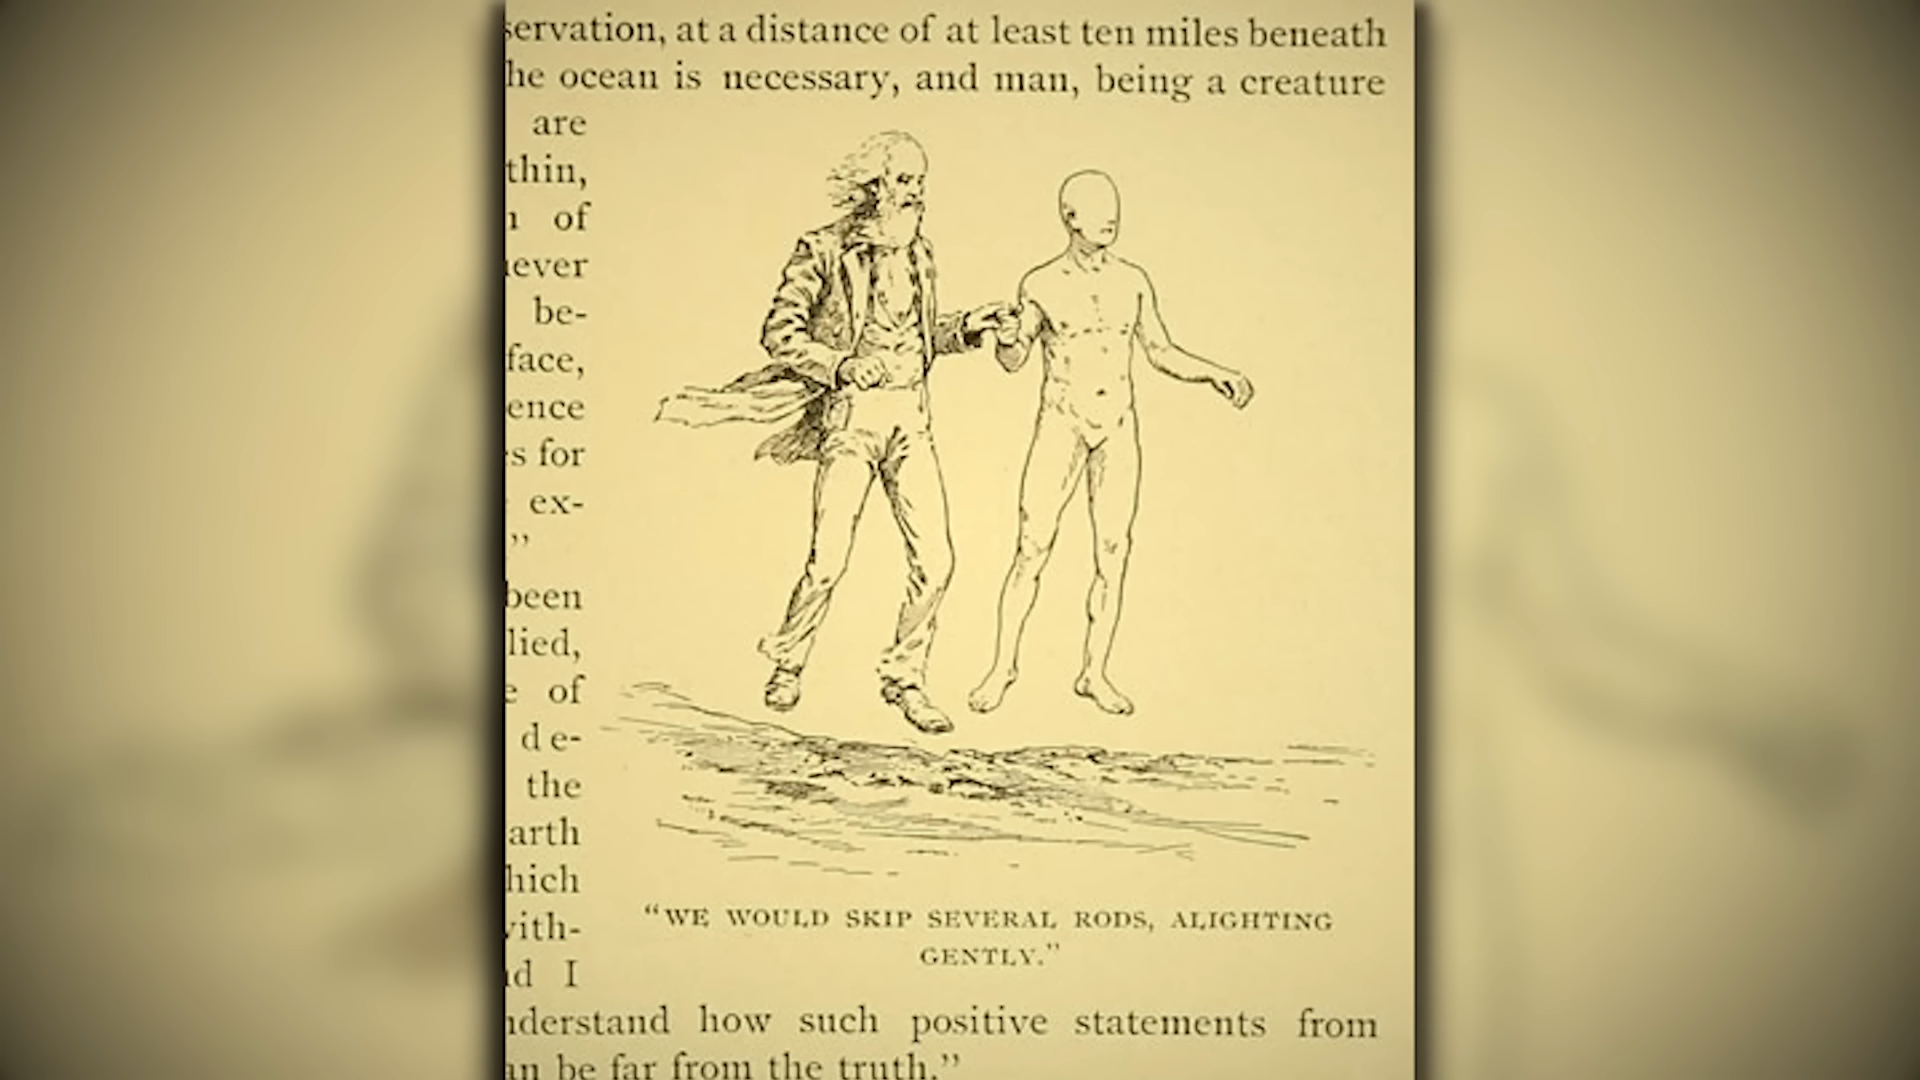 servation, at a distance of at least ten miles beneath
he ocean is necessary, and man, being a creature
are
thin,
of
ever
be-
face,
ence
s for
ex-
”
been
lied,
e of
de-
the
arth
hich
vith-
d I
“WE WOULD SKIP SEVERAL RODS, ALIGHTING
GENTLY.”
nderstand how such positive statements from
an be far from the truth.”